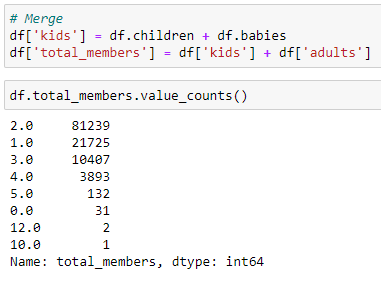 # Merge
df['kids'] = df.children + df.babies
df['total_members'] = df['kids'] + df['adults']
df.total_members.value_counts()
2.0     81239
1.0     21725
3.0     10407
4.0      3893
5.0       132
0.0        31
12.0        2
10.0        1
Name: total_members, dtype: int64